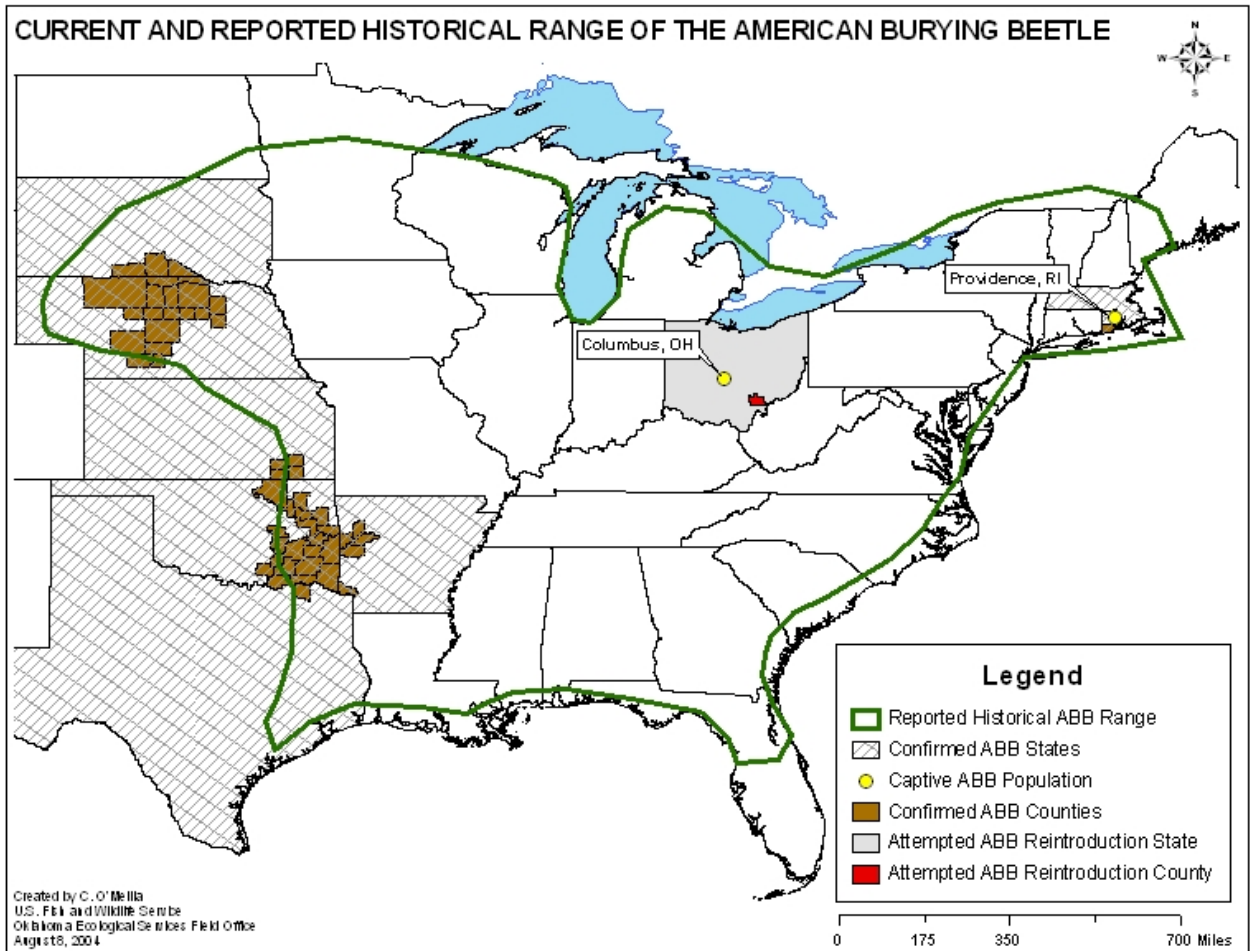 CURRENT AND REPORTED HISTORICAL RANGE OF THE AMERICAN BURYING BEETLE
N
W
E
S
Providence, RI
Columbus, OH
Legend
Reported Historical ABB Range
Confirmed ABB States
Captive ABB Population
Confirmed ABB Counties
Attempted ABB Reintroduction State
Attempted ABB Reintroduction County
Created by C. O'Meilia
U.S. Fish and Wildlife Service
Oklahoma Ecological Services Field Office
August 8, 2004
0 175 350 700 Miles